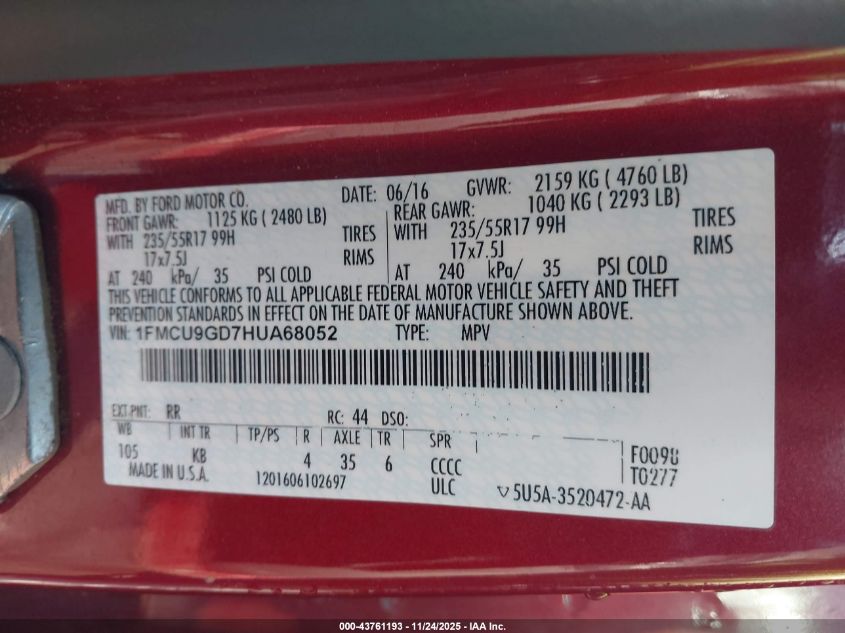 MFD. BY FORD MOTOR CO. DATE: 06/16 GVWR: 2159 KG ( 4760 LB)
FRONT GAWR: 1125 KG ( 2480 LB) REAR GAWR: 1040 KG ( 2293 LB)
WITH 235/55R17 99H TIRES WITH 235/55R17 99H TIRES
17x7.5J RIMS 17x7.5J RIMS
AT 240 kPa/ 35 PSI COLD AT 240 kPa/ 35 PSI COLD
THIS VEHICLE CONFORMS TO ALL APPLICABLE FEDERAL MOTOR VEHICLE SAFETY AND THEFT
PREVENTION STANDARDS IN EFFECT ON THE DATE OF MANUFACTURE SHOWN ABOVE.
VIN: 1FMCU9GD7HUA68052 TYPE: MPV
EXT PNT: RR RC: 44 DSO:
WB INT TR TP/PS R AXLE TR SPR F0098
105 KB 4 35 6 CCCC T0277
MADE IN U.S.A. 1201606102697 ULC 5U5A-3520472-AA
000-43761193 - 11/24/2025 - IAA Inc.